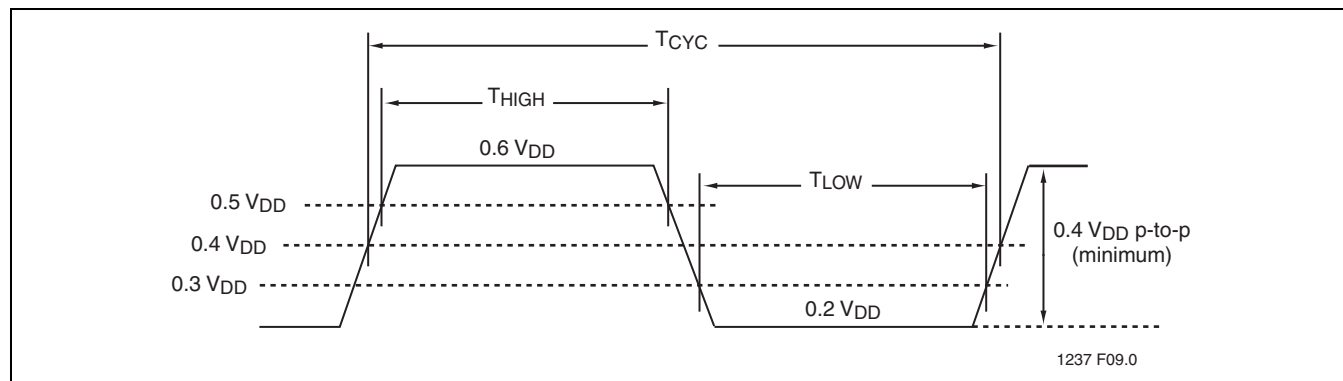 TCYC
THIGH
0.6 VDD
TLOW
0.5 VDD
0.4 VDD
0.4 VDD p-to-p
(minimum)
0.3 VDD
0.2 VDD
1237 F09.0